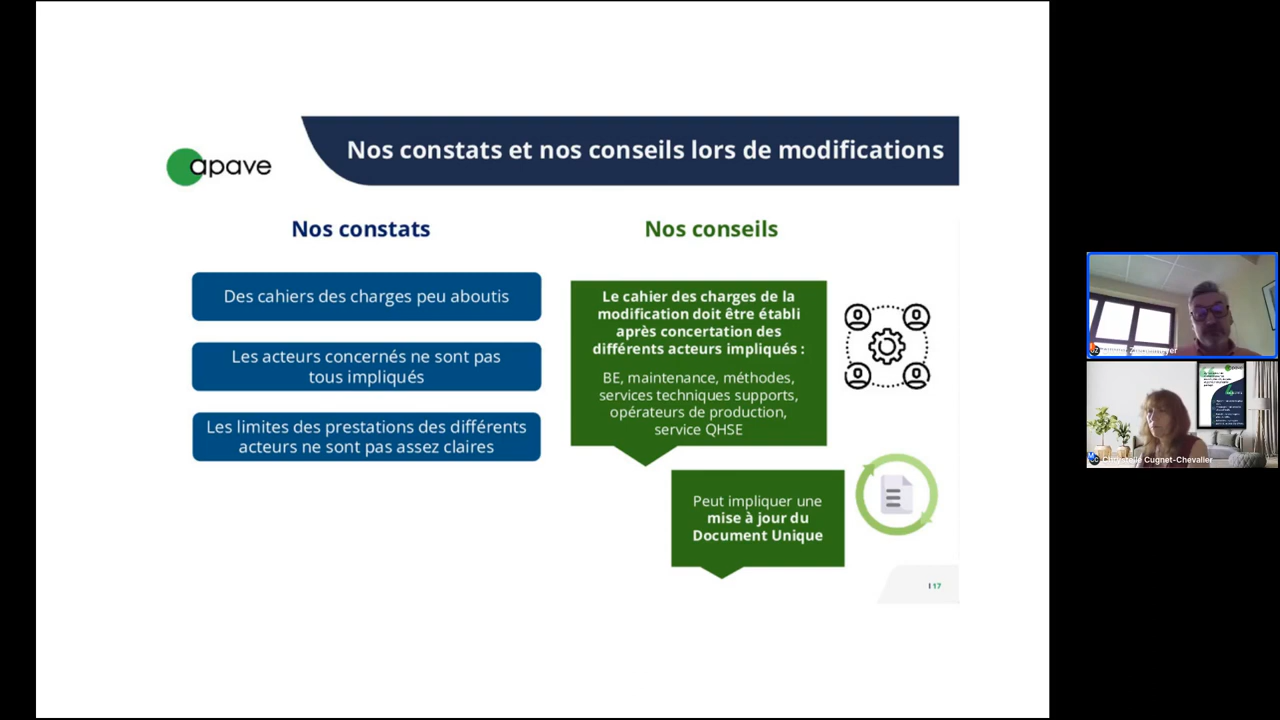 apave
Nos constats et nos conseils lors de modifications
Nos constats
Des cahiers des charges peu aboutis
Les acteurs concernés ne sont pas
tous impliqués
Les limites des prestations des différents
acteurs ne sont pas assez claires
Nos conseils
Le cahier des charges de la
modification doit être établi
après concertation des
différents acteurs impliqués :
BE, maintenance, méthodes,
services techniques supports,
opérateurs de production,
service QHSE
Peut impliquer une
mise à jour du
Document Unique
| 17
Chrystelle Cugnet-Chevallier